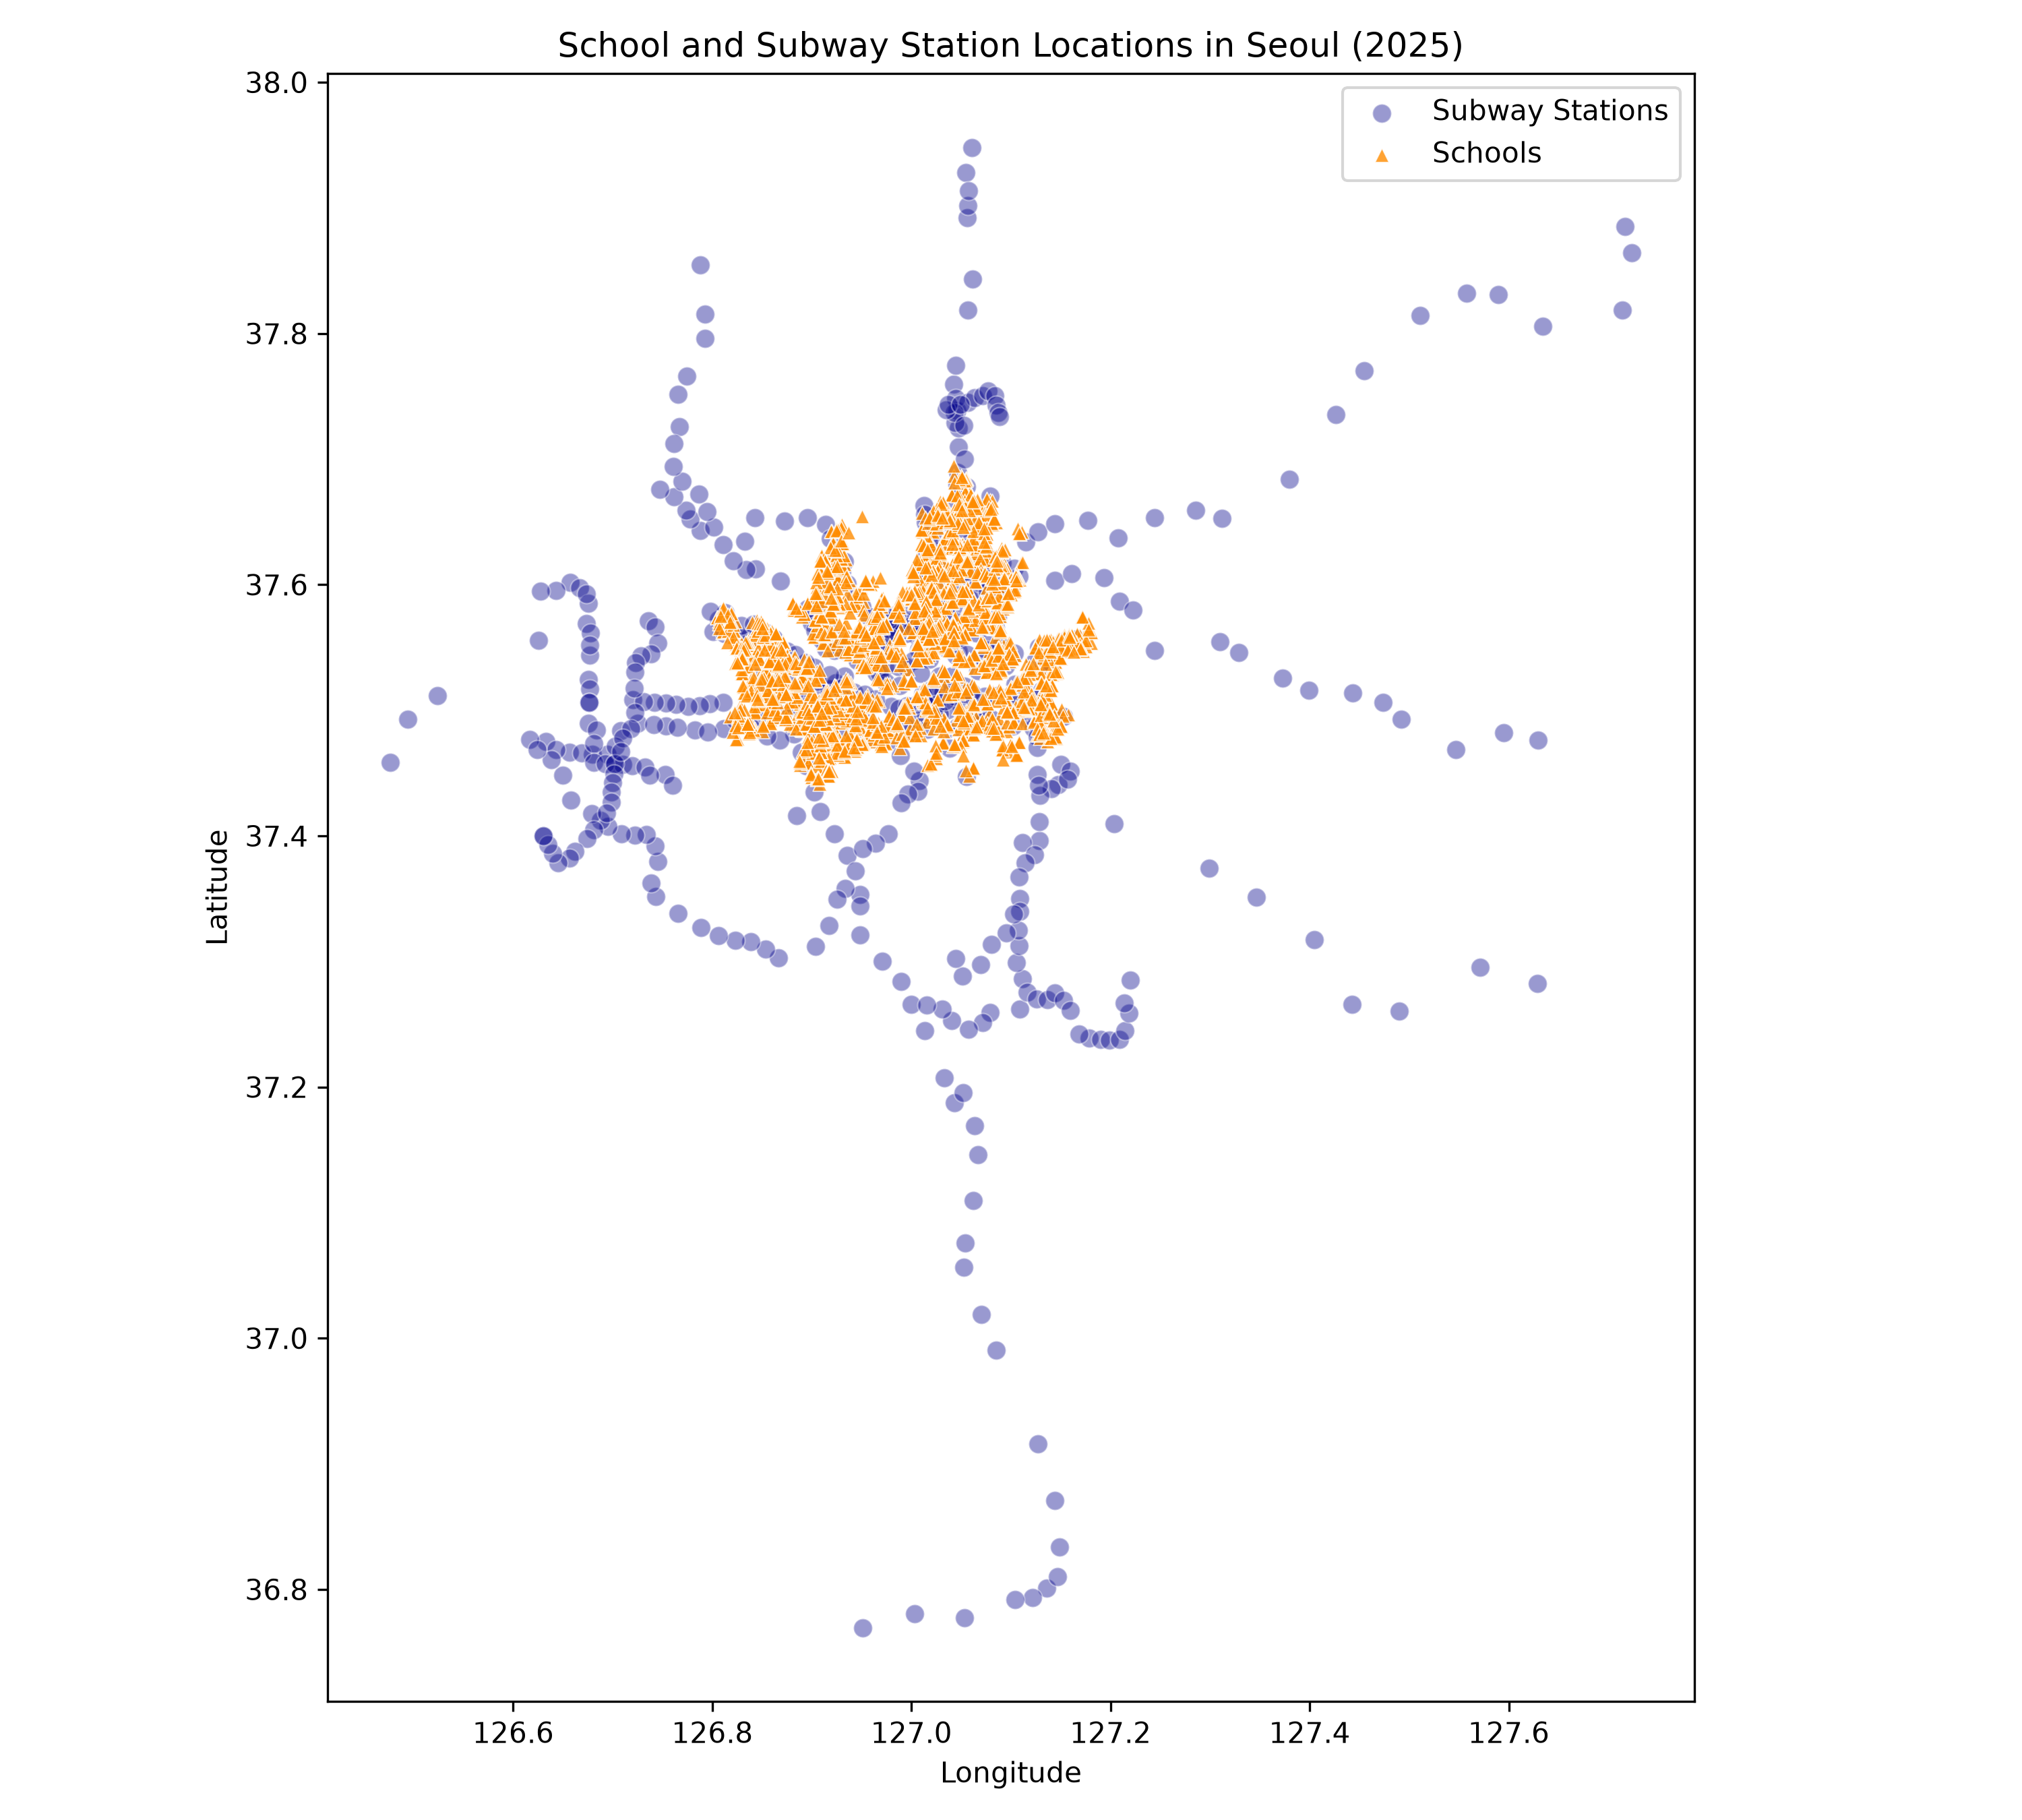 School and Subway Station Locations in Seoul (2025)
Subway Stations
Schools
38.0
37.8
37.6
37.4
37.2
37.0
36.8
Latitude
126.6 126.8 127.0 127.2 127.4 127.6
Longitude